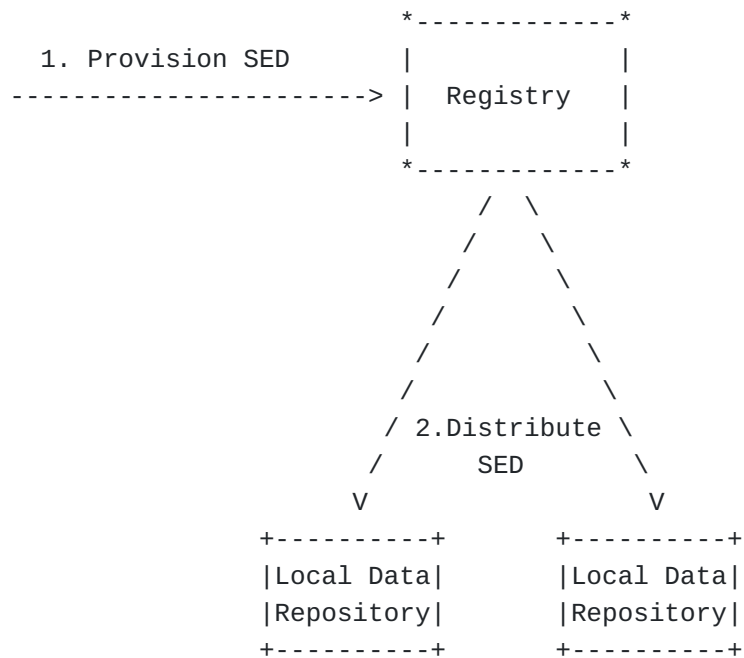 1. Provision SED
Registry
2.Distribute
SED
Local Data Local Data
Repository Repository